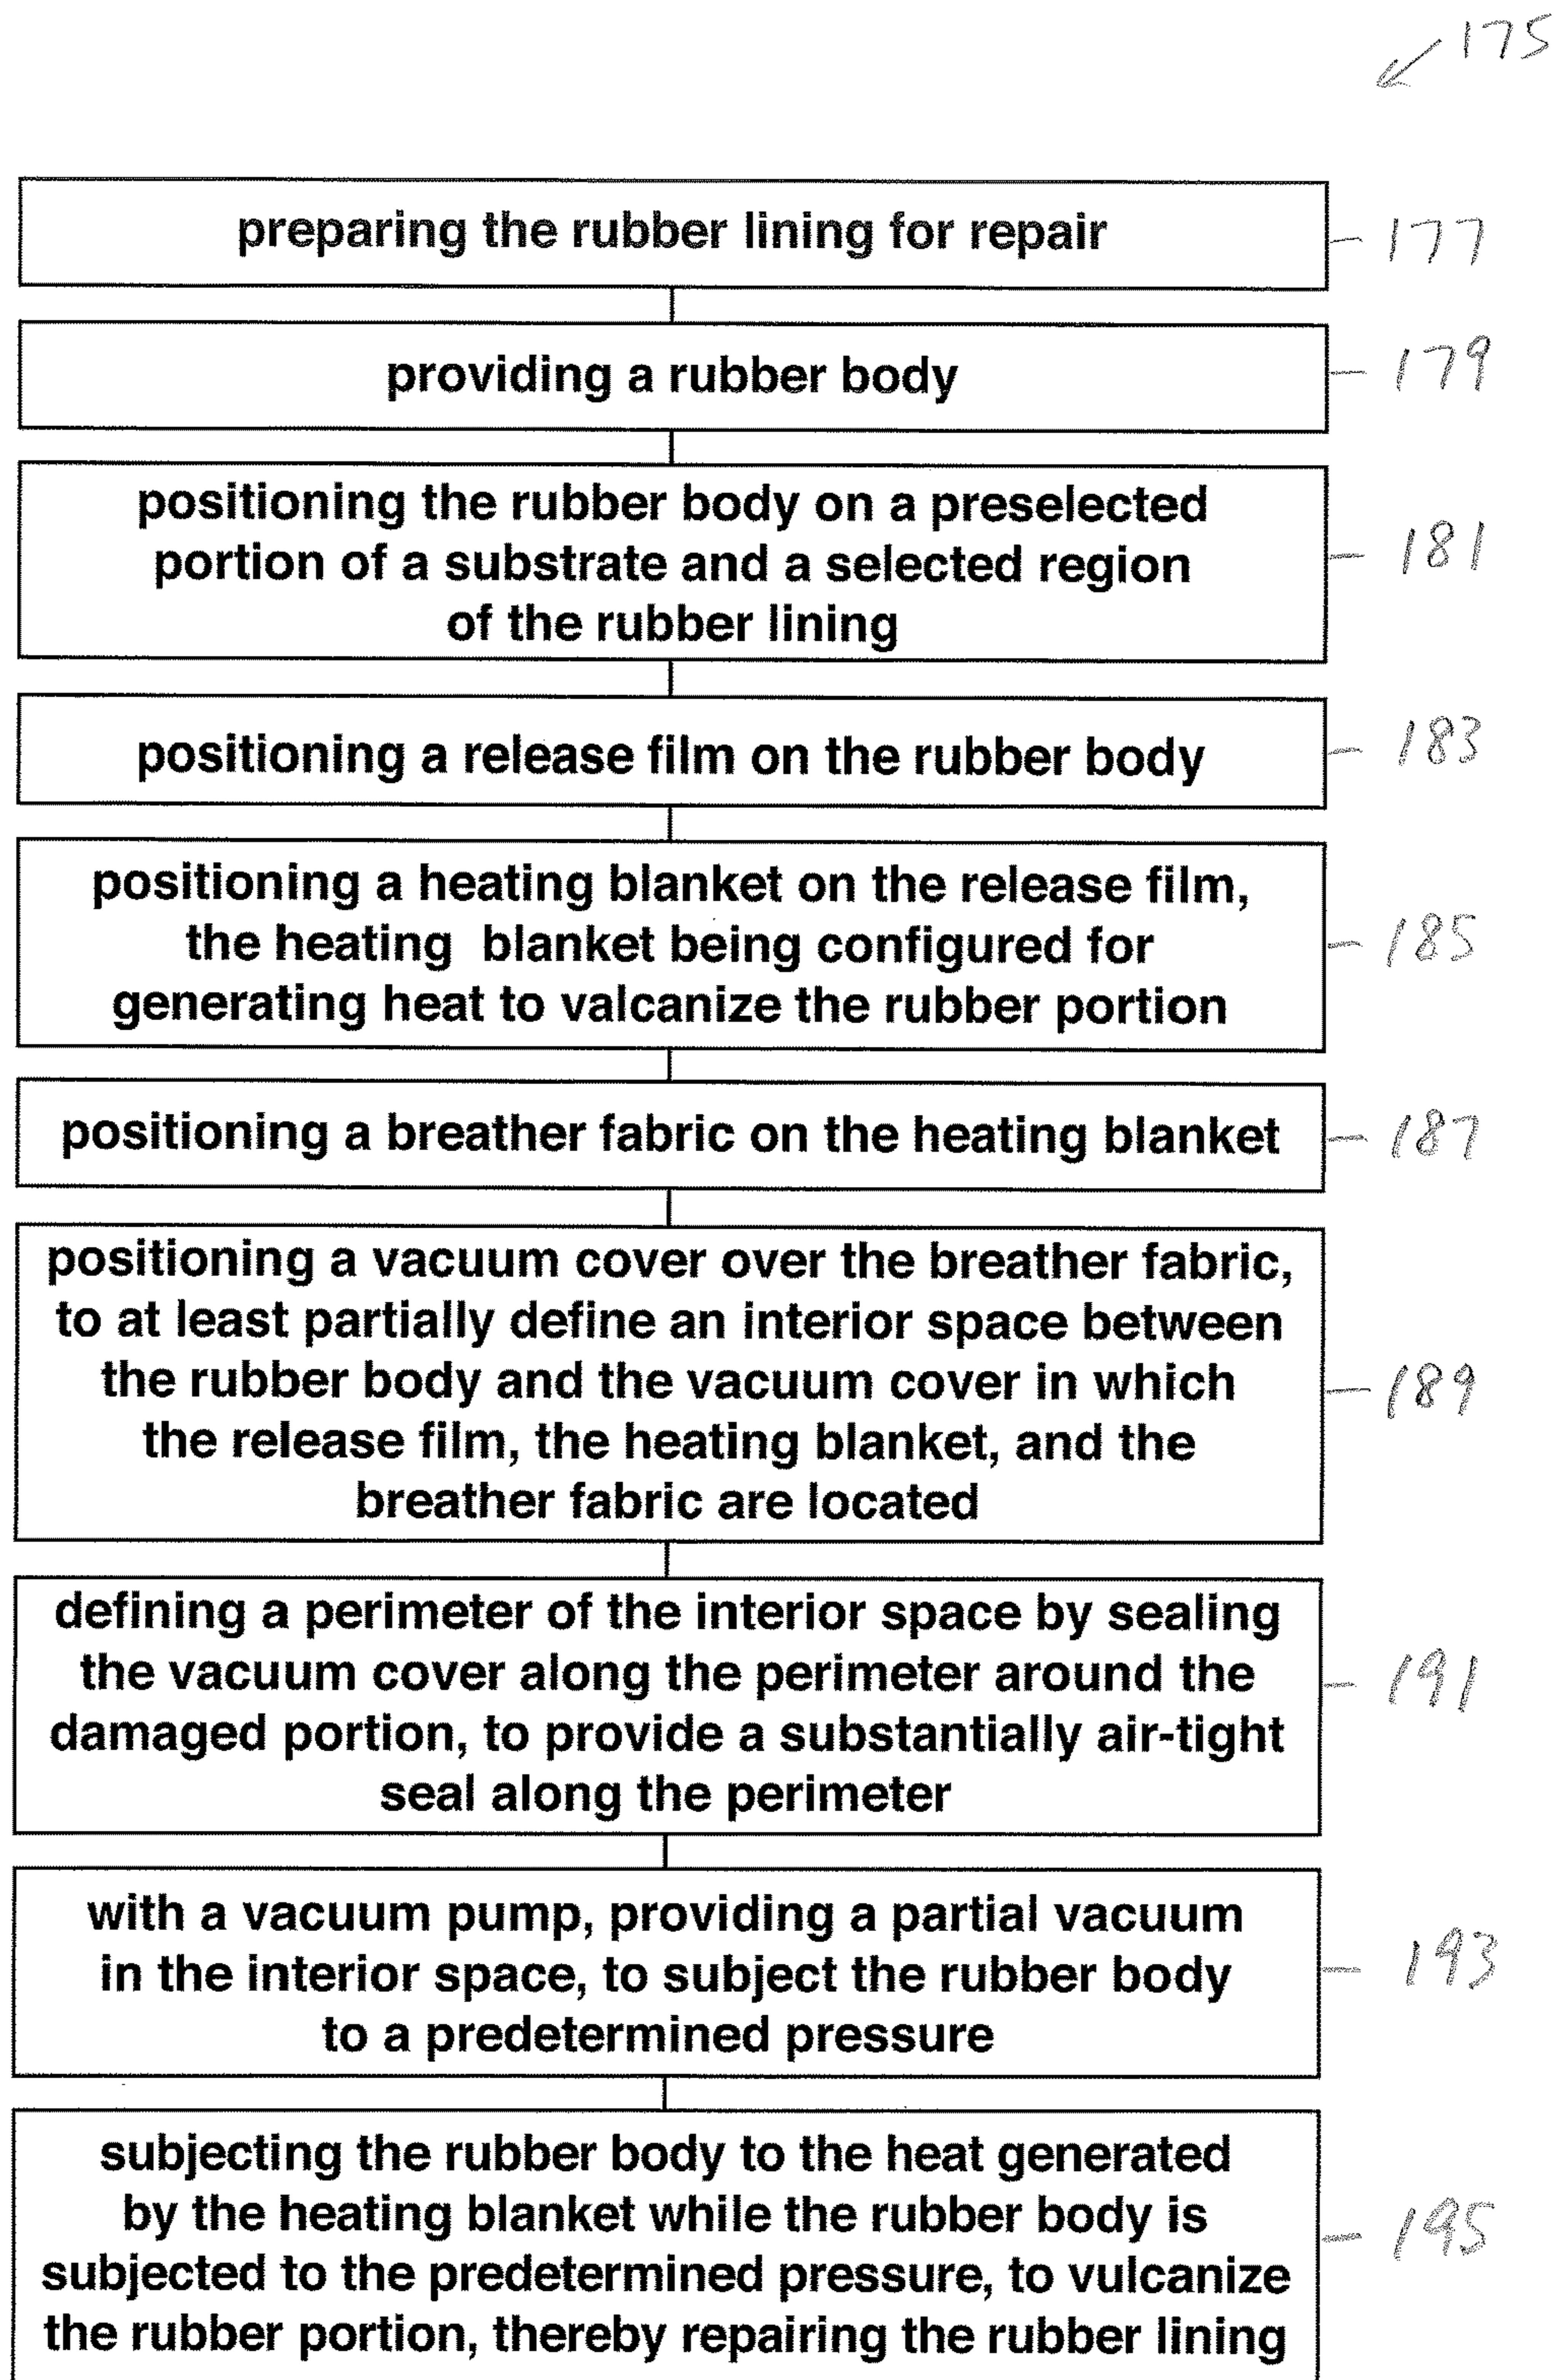 175
preparing the rubber lining for repair
177
providing a rubber body
179
positioning the rubber body on a preselected
portion of a substrate and a selected region
of the rubber lining
181
positioning a release film on the rubber body
183
positioning a heating blanket on the release film,
the heating blanket being configured for
generating heat to valcanize the rubber portion
185
positioning a breather fabric on the heating blanket
187
positioning a vacuum cover over the breather fabric,
to at least partially define an interior space between
the rubber body and the vacuum cover in which
the release film, the heating blanket, and the
breather fabric are located
189
defining a perimeter of the interior space by sealing
the vacuum cover along the perimeter around the
damaged portion, to provide a substantially air-tight
seal along the perimeter
191
with a vacuum pump, providing a partial vacuum
in the interior space, to subject the rubber body
to a predetermined pressure
193
subjecting the rubber body to the heat generated
by the heating blanket while the rubber body is
subjected to the predetermined pressure, to vulcanize
the rubber portion, thereby repairing the rubber lining
195